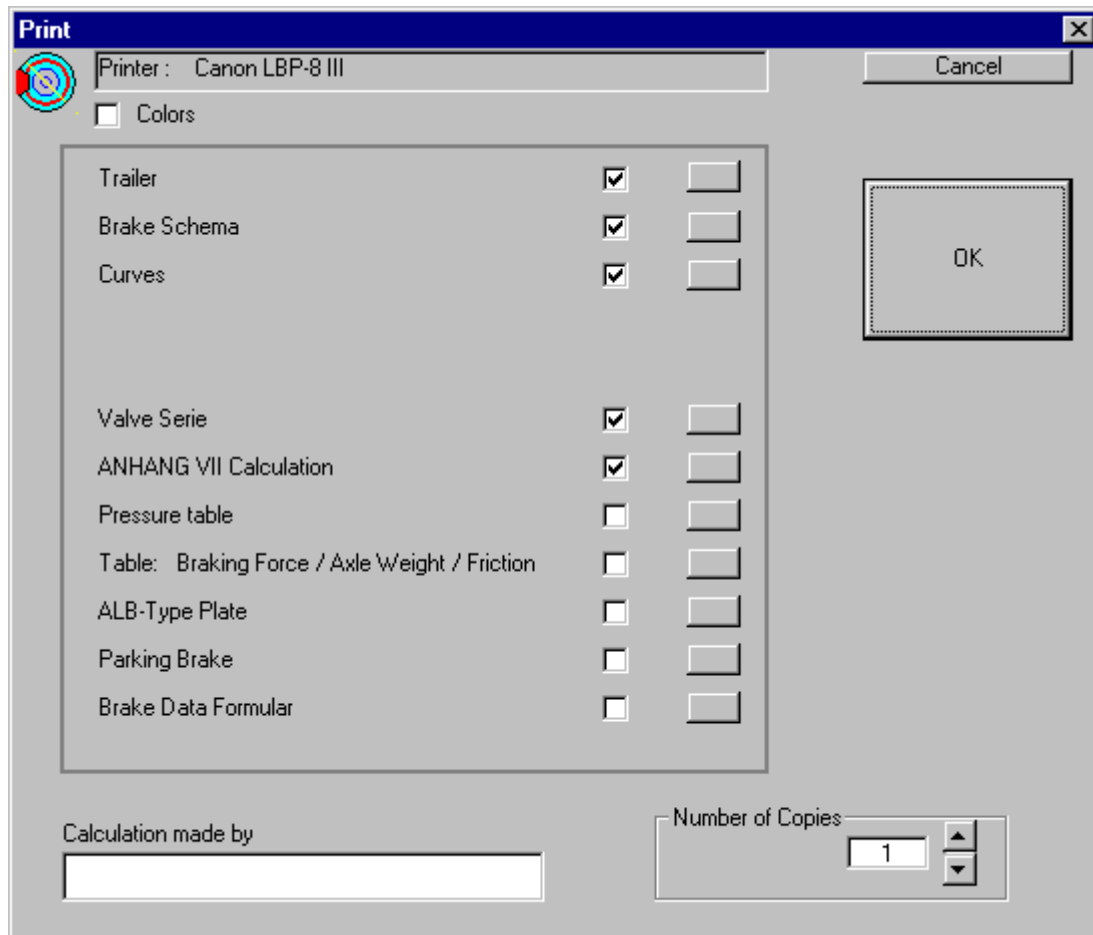 Print
Printer : Canon LBP-8 III
Cancel
Colors
Trailer
Brake Schema
Curves
OK
Valve Serie
ANHANG VII Calculation
Pressure table
Table: Braking Force / Axle Weight / Friction
ALB-Type Plate
Parking Brake
Brake Data Formular
Calculation made by
Number of Copies
1